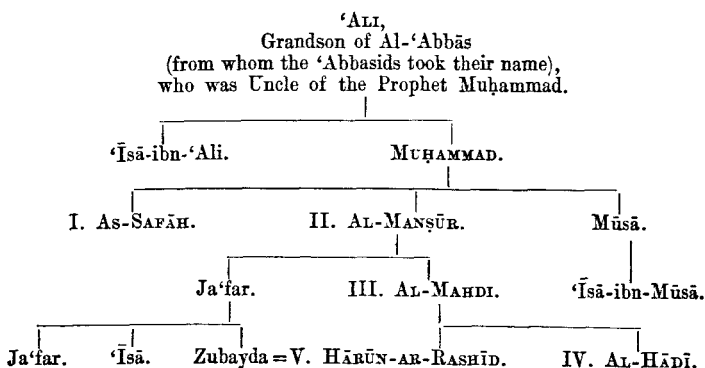 ‘ALI,
Grandson of Al-‘Abbās
(from whom the ‘Abbasids took their name),
who was Uncle of the Prophet Muḥammad.
‘Īsā-ibn-‘Ali. MUḤAMMAD.
I. AS-SAFĀH. II. AL-MANṢŪR. Mūsā.
Ja‘far. III. AL-MAHDI. ‘Īsā-ibn-Mūsā.
Ja‘far. ‘Īsā. Zubayda = V. HĀRŪN-AR-RASHĪD. IV. AL-HĀDĪ.